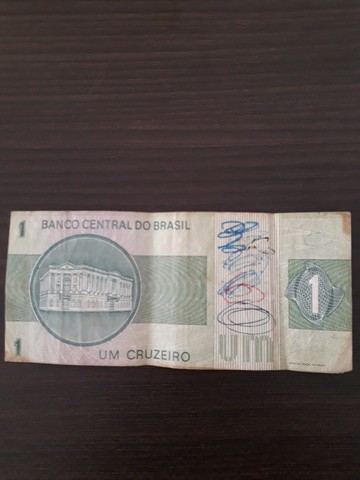 1
BANCO CENTRAL DO BRASIL
1
1
UM CRUZEIRO
UM